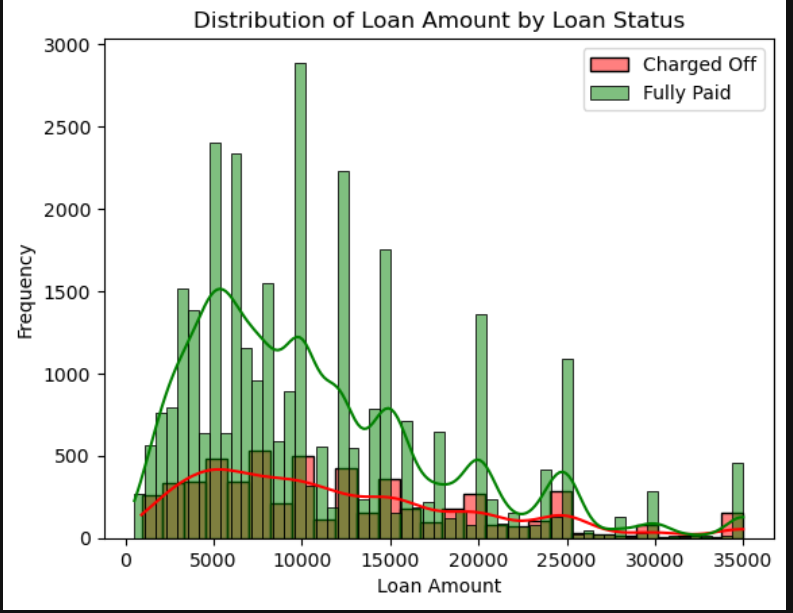 Distribution of Loan Amount by Loan Status
Charged Off
Fully Paid
3000
2500
2000
1500
1000
500
0
Frequency
0 5000 10000 15000 20000 25000 30000 35000
Loan Amount